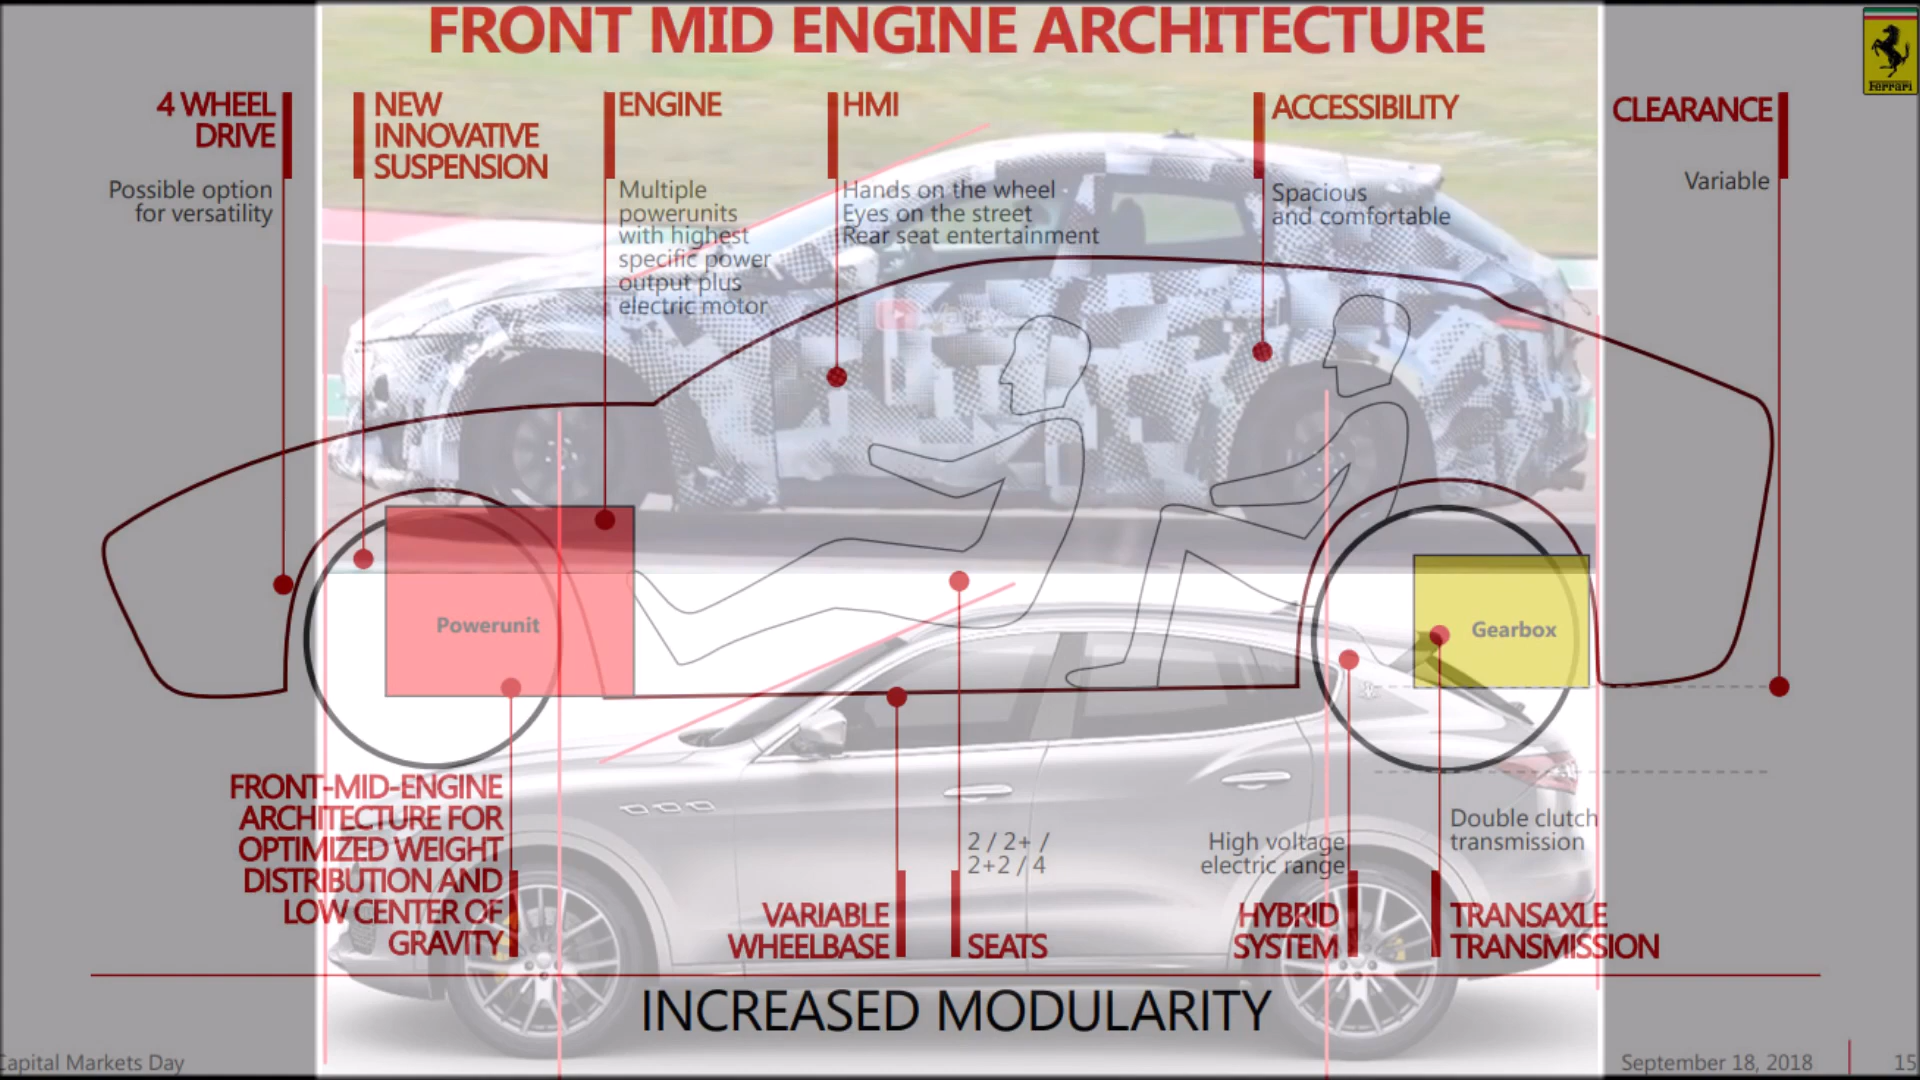 FRONT MID ENGINE ARCHITECTURE
Ferrari
4 WHEEL
DRIVE
Possible option
for versatility
NEW
INNOVATIVE
SUSPENSION
ENGINE
Multiple
powerunits
with highest
specific power
output plus
electric motor
HMI
Hands on the wheel
Eyes on the street
Rear seat entertainment
ACCESSIBILITY
Spacious
and comfortable
CLEARANCE
Variable
Powerunit
Gearbox
FRONT-MID-ENGINE
ARCHITECTURE FOR
OPTIMIZED WEIGHT
DISTRIBUTION AND
LOW CENTER OF
GRAVITY
VARIABLE
WHEELBASE
2 / 2+ /
2+2 / 4
SEATS
High voltage
electric range
HYBRID
SYSTEM
Double clutch
transmission
TRANSAXLE
TRANSMISSION
INCREASED MODULARITY
Capital Markets Day
September 18, 2018
15